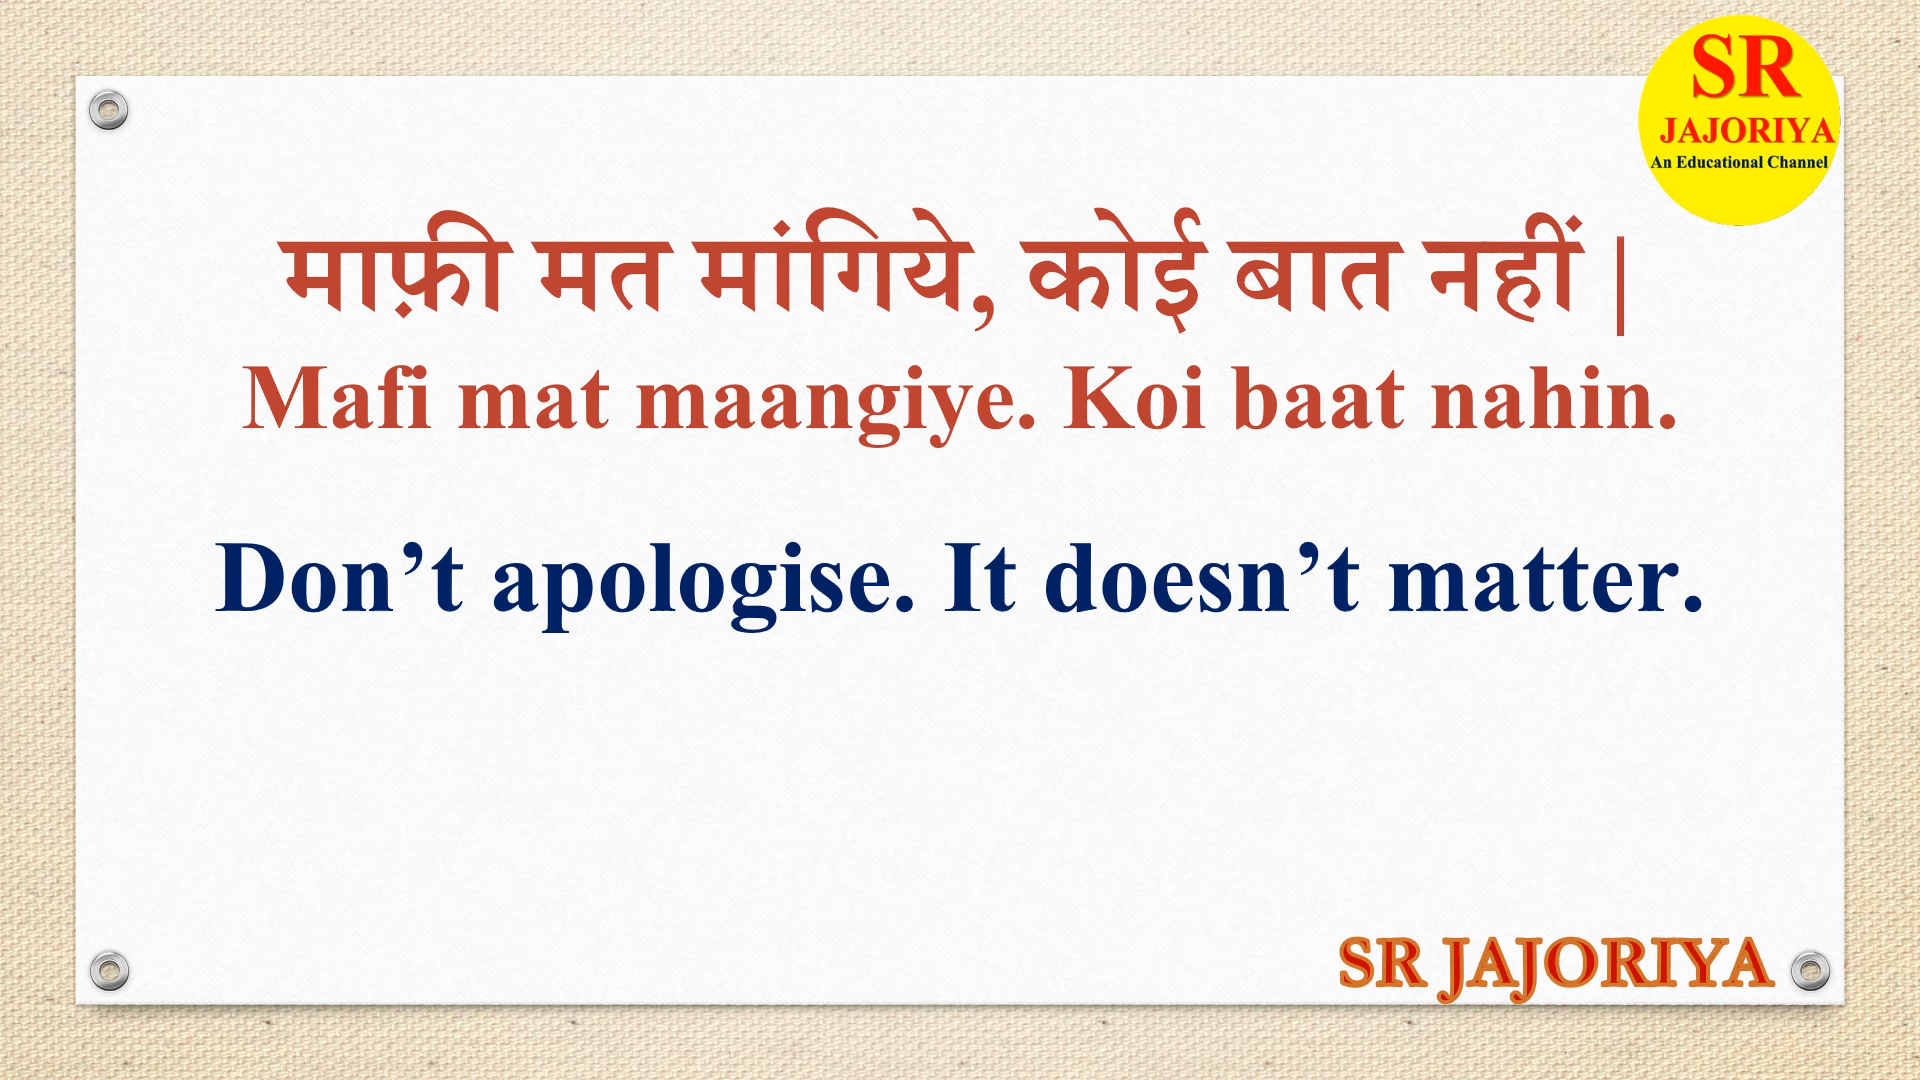 SR
JAJORIYA
An Educational Channel
माफ़ी मत मांगिये, कोई बात नहीं |
Mafi mat maangiye. Koi baat nahin.
Don’t apologise. It doesn’t matter.
SR JAJORIYA